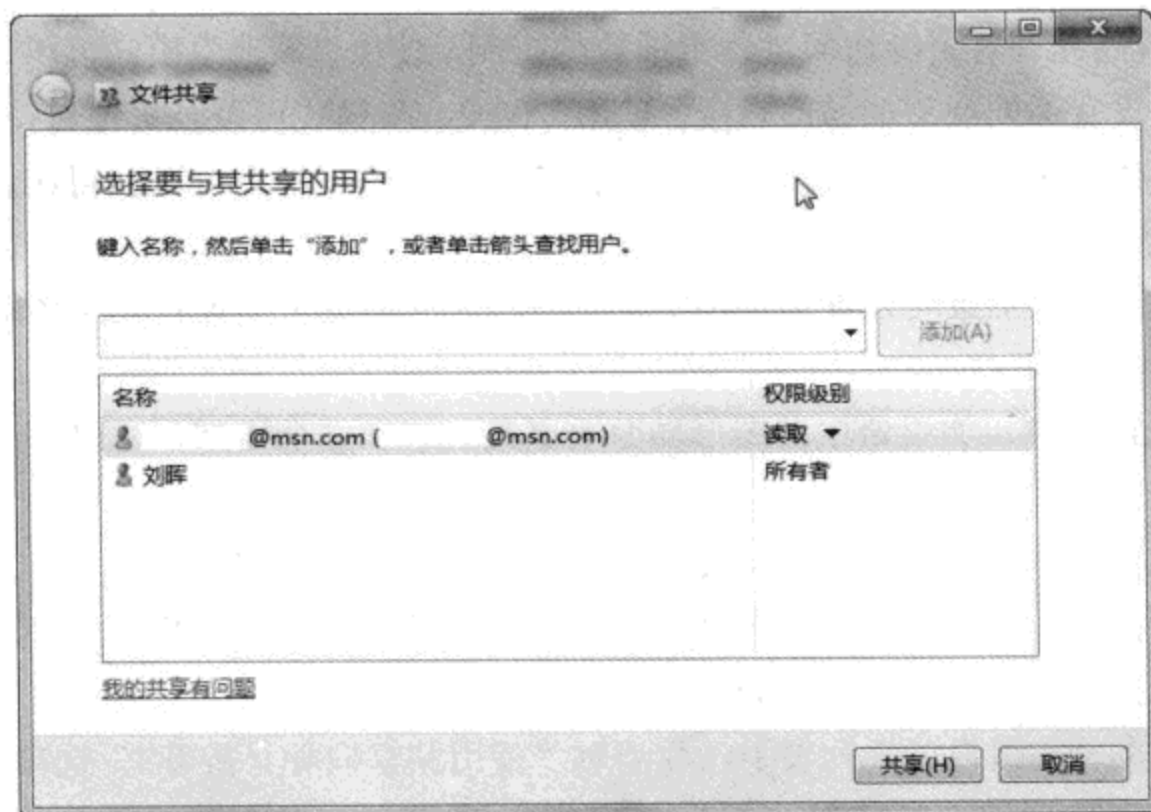 文件共享
选择要与其共享的用户
键入名称，然后单击“添加”，或者单击箭头查找用户。
添加(A)
名称 权限级别
@msn.com ( @msn.com) 读取
刘晖 所有者
我的共享有问题
共享(H) 取消